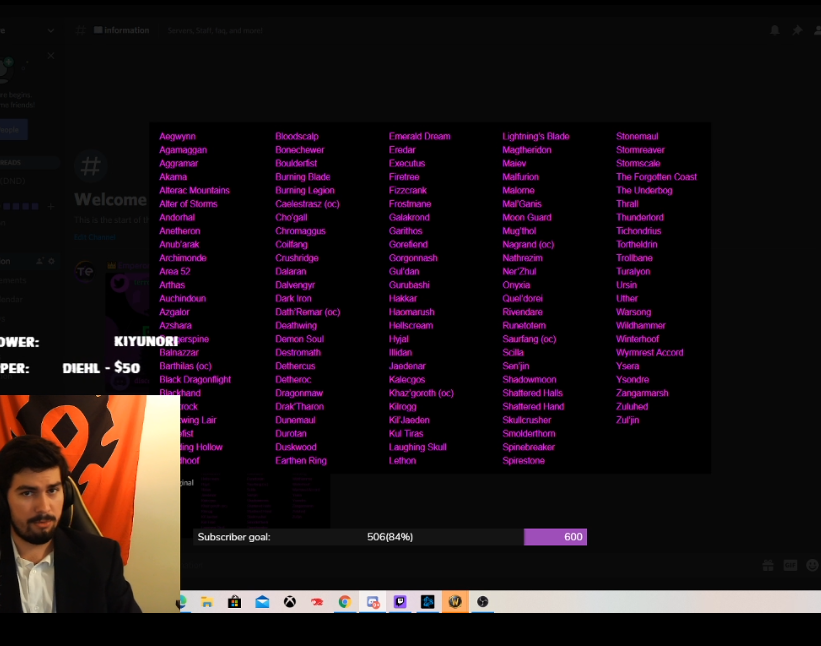 Information
Welcome
Aegwynn
Agamaggan
Aggramar
Akama
Alterac Mountains
Alter of Storms
Andorhal
Anetheron
Anub'arak
Archimonde
Area 52
Arthas
Auchindoun
Azgalor
Azshara
gerspine
Balnazzar
Barthilas (oc)
Black Dragonflight
Blackhand
rock
wing Lair
fist
ding Hollow
hoof
Bloodscalp
Bonechewer
Boulderfist
Burning Blade
Burning Legion
Caelestrasz (oc)
Cho'gall
Chromaggus
Coilfang
Crushridge
Dalaran
Dalvengyr
Dark Iron
Dath'Remar (oc)
Deathwing
Demon Soul
Destromath
Dethercus
Detheroc
Dragonmaw
Drak'Tharon
Dunemaul
Durotan
Duskwood
Earthen Ring
Emerald Dream
Eredar
Executus
Firetree
Fizzcrank
Frostmane
Galakrond
Garithos
Gorefiend
Gorgonnash
Gul'dan
Gurubashi
Hakkar
Haomarush
Hellscream
Hyjal
Illidan
Jaedenar
Kalecgos
Khaz'goroth (oc)
Kilrogg
Kil'Jaeden
Kul Tiras
Laughing Skull
Lethon
Lightning's Blade
Magtheridon
Maiev
Malfurion
Malorne
Mal'Ganis
Moon Guard
Mug'thol
Nagrand (oc)
Nathrezim
Ner'Zhul
Onyxia
Quel'dorei
Rivendare
Runetotem
Saurfang (oc)
Scilla
Sen'jin
Shadowmoon
Shattered Halls
Shattered Hand
Skullcrusher
Smolderthorn
Spinebreaker
Spirestone
Stonemaul
Stormreaver
Stormscale
The Forgotten Coast
The Underbog
Thrall
Thunderlord
Tichondrius
Tortheldrin
Trollbane
Turalyon
Ursin
Uther
Warsong
Wildhammer
Winterhoof
Wyrmrest Accord
Ysera
Ysondre
Zangarmarsh
Zuluhed
Zul'jin
OWER: KIYUNORI
PER: DIEHL - $50
ginal
Subscriber goal: 506(84%) 600